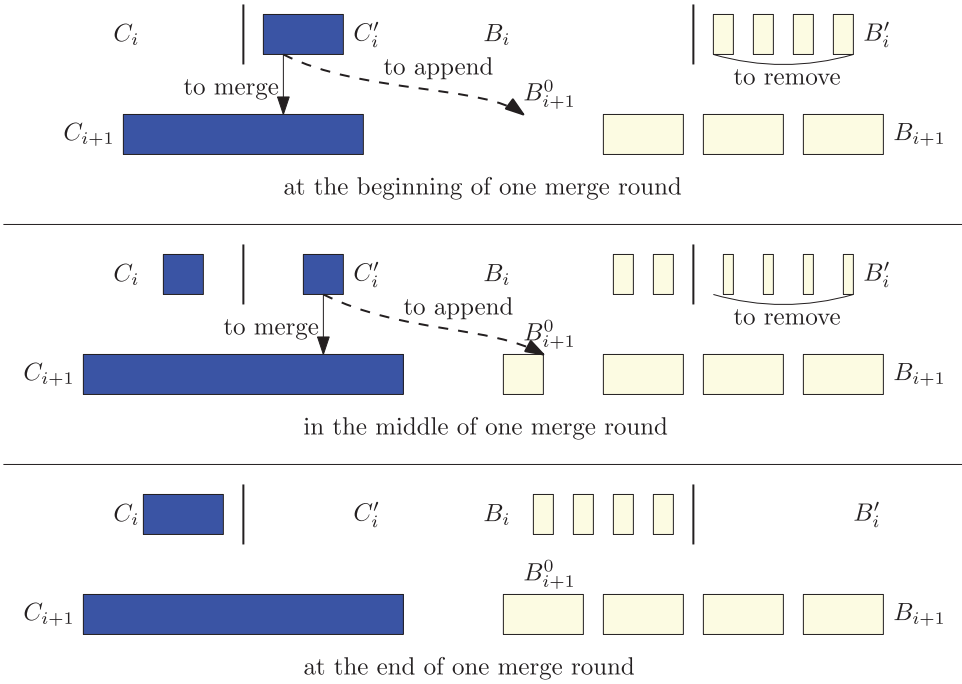 C_i C'_i B_i B'_i
to append
to merge to remove
B^0_{i+1}
C_{i+1} B_{i+1}
at the beginning of one merge round
C_i C'_i B_i B'_i
to append
to merge B^0_{i+1} to remove
C_{i+1} B_{i+1}
in the middle of one merge round
C_i C'_i B_i B'_i
B^0_{i+1}
C_{i+1} B_{i+1}
at the end of one merge round